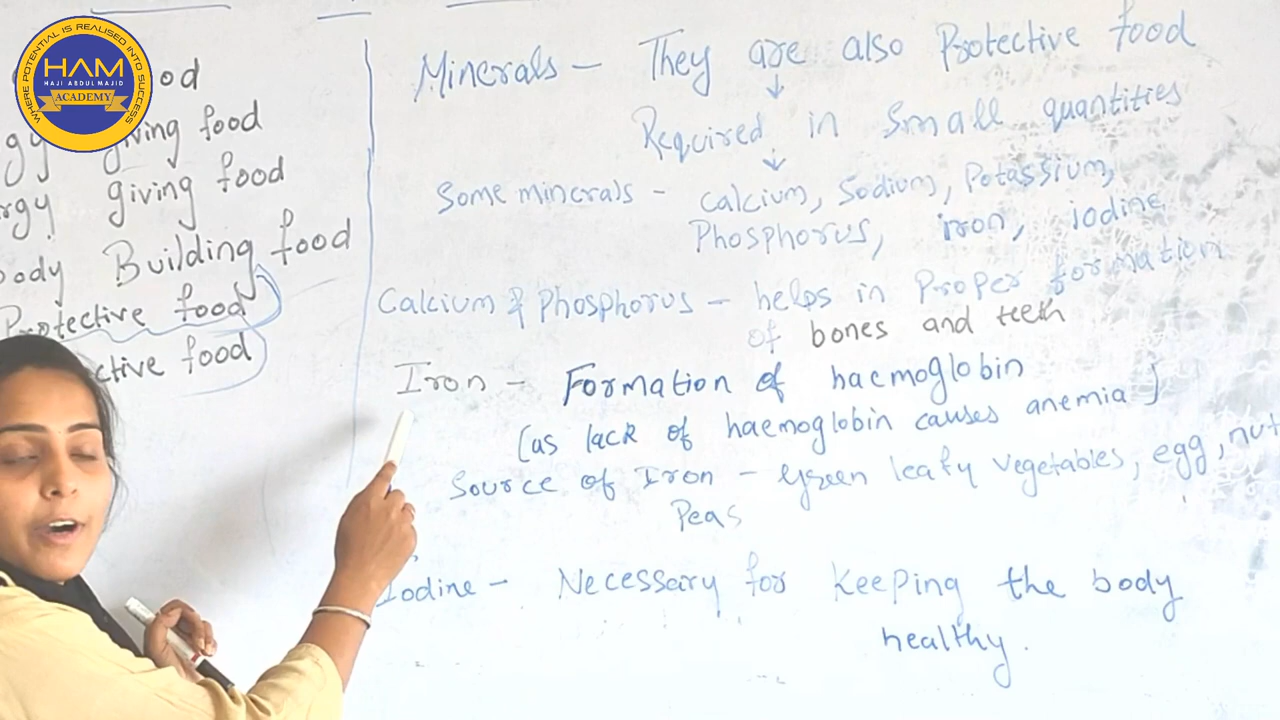 WHERE POTENTIAL IS REALISED INTO SUCCESS
HAM
HAJI ABDUL MAJID
ACADEMY
giving food
giving food
Body Building food
Protective food
ctive food
Minerals - They are also Protective food
Required in small quantities
Some minerals - Calcium, Sodium, Potassium,
Phosphorus, iron, iodine
Calcium & Phosphorus - helps in Proper formation
of bones and teeth
Iron - Formation of haemoglobin
[as lack of haemoglobin causes anemia]
Source of Iron - Green leafy vegetables, egg, nut
Peas
Iodine - Necessary for keeping the body
healthy.